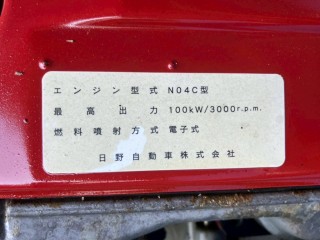 エンジン型式 N04C型
最高出力 100kW/3000r.p.m.
燃料噴射方式 電子式
日野自動車株式会社